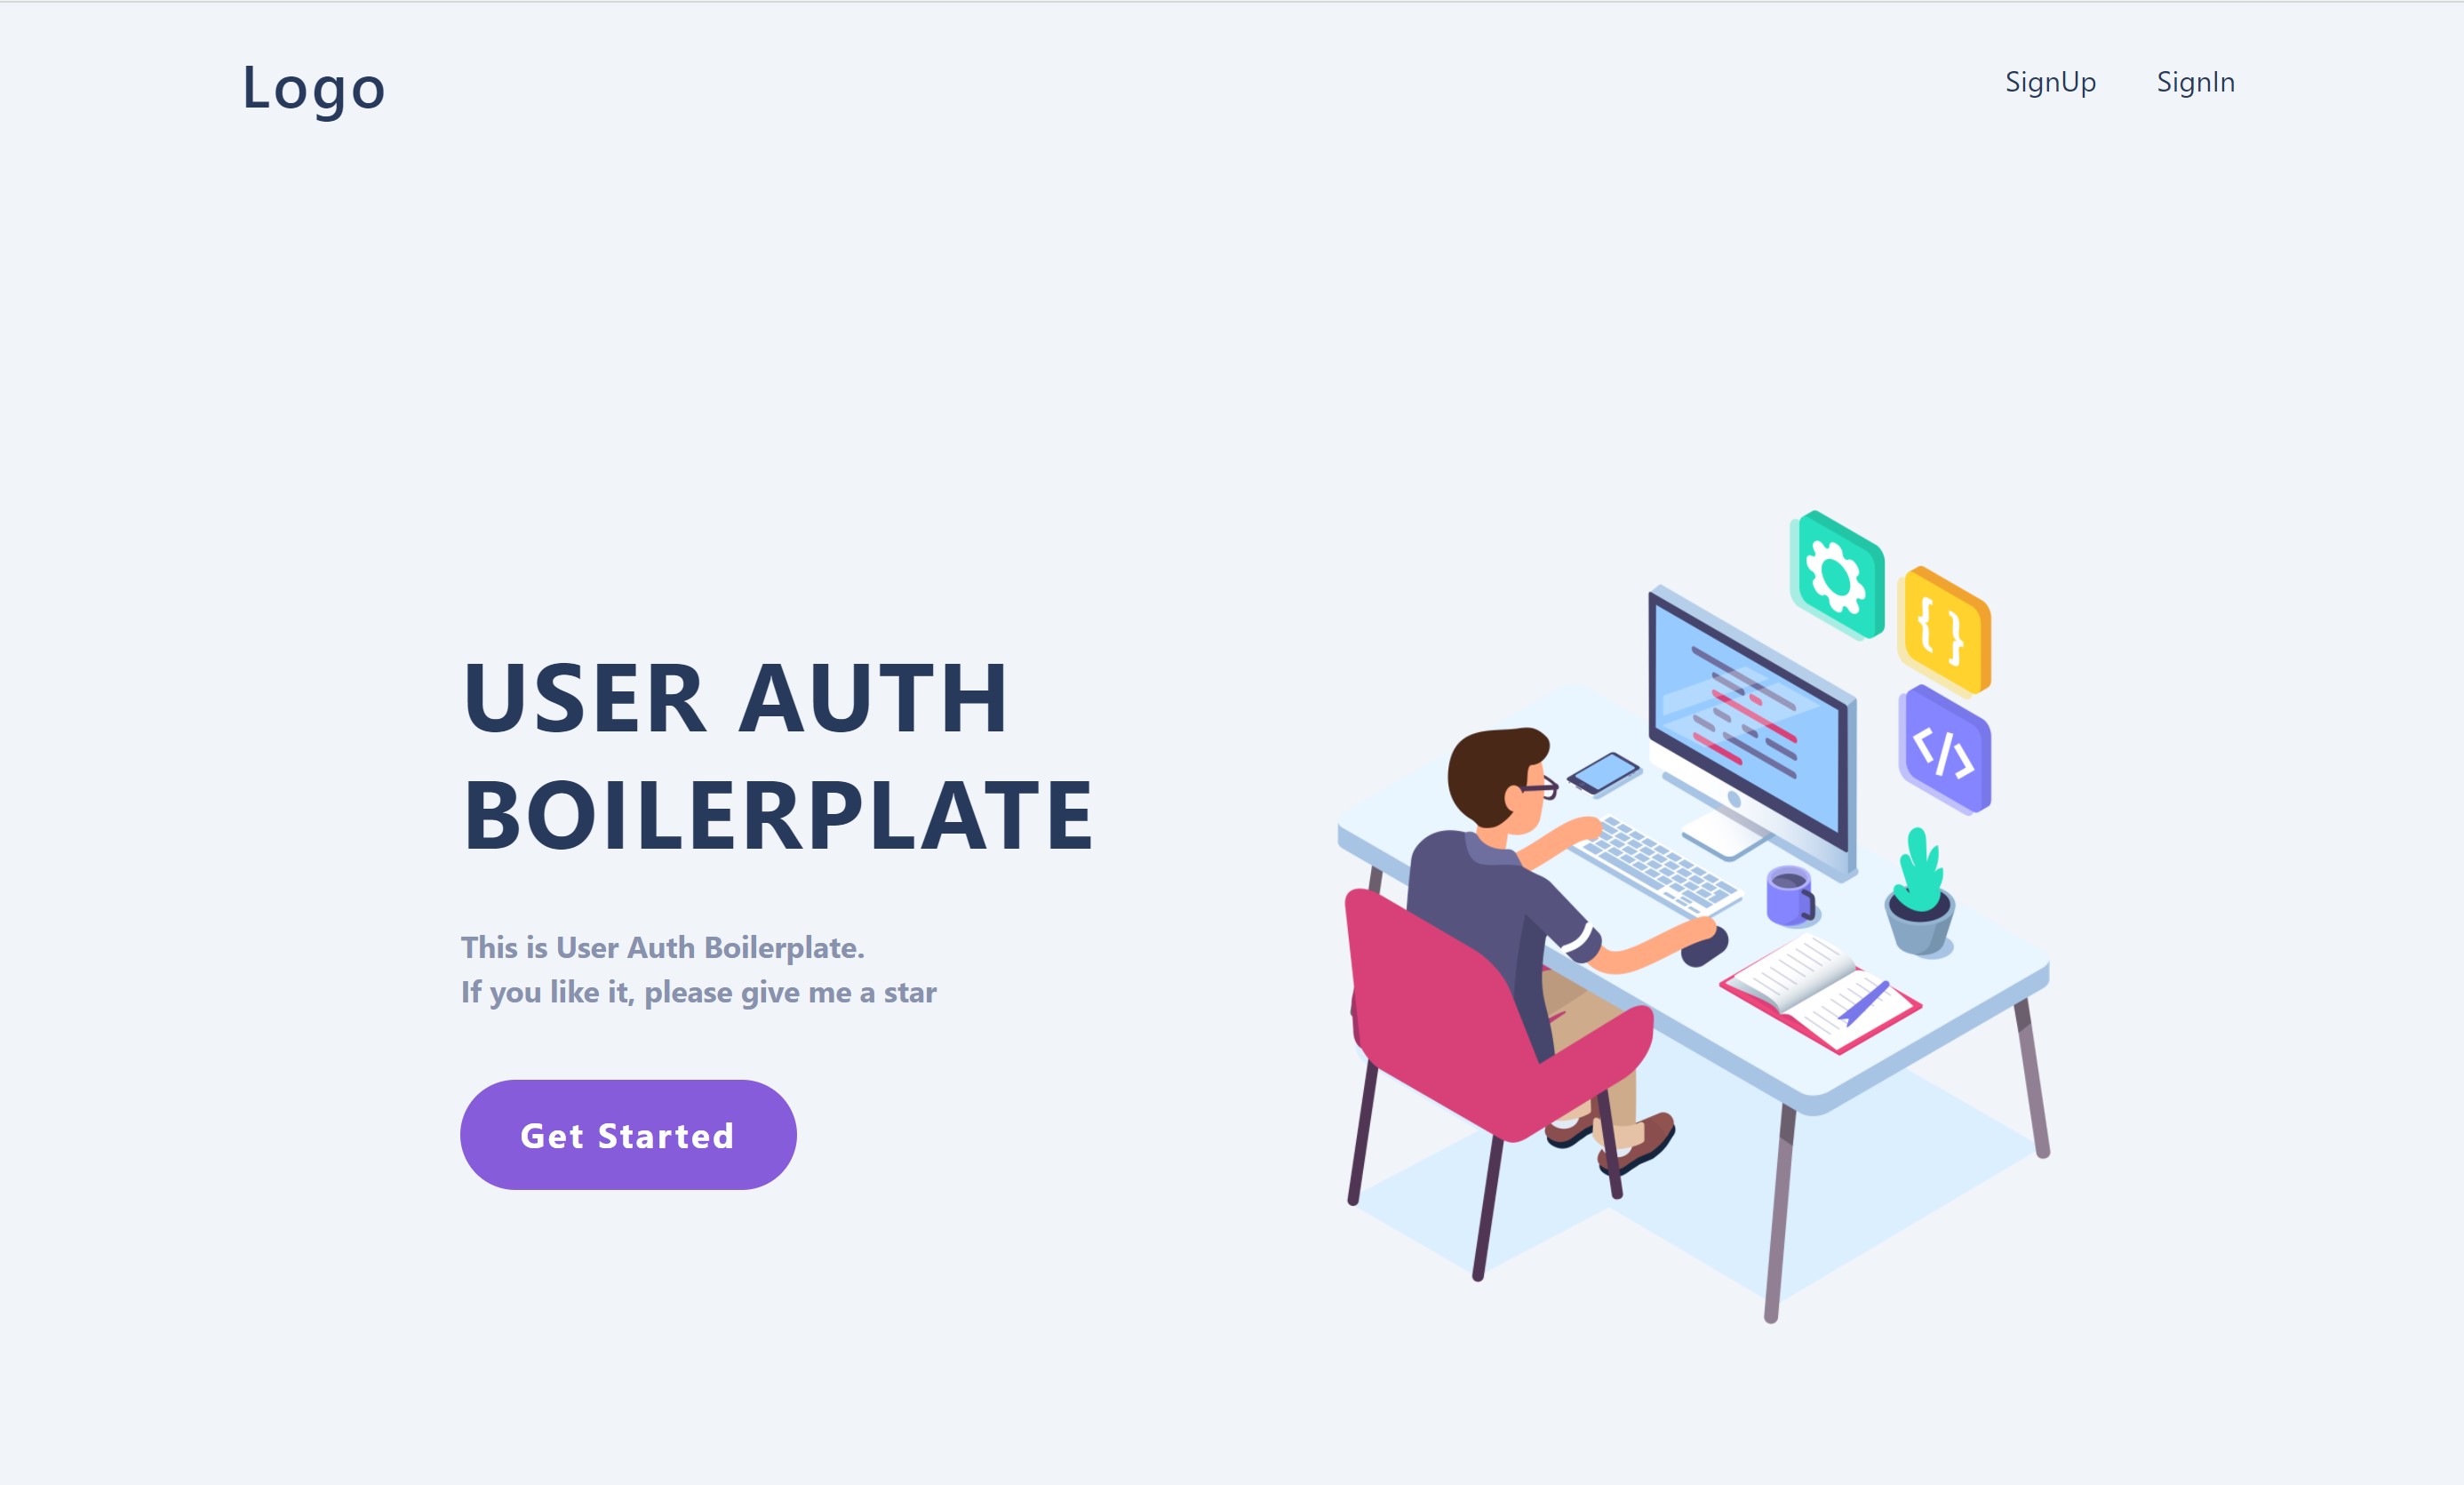 Logo
SignUp
SignIn
USER AUTH
BOILERPLATE
This is User Auth Boilerplate.
If you like it, please give me a star
Get Started
{ }
</>